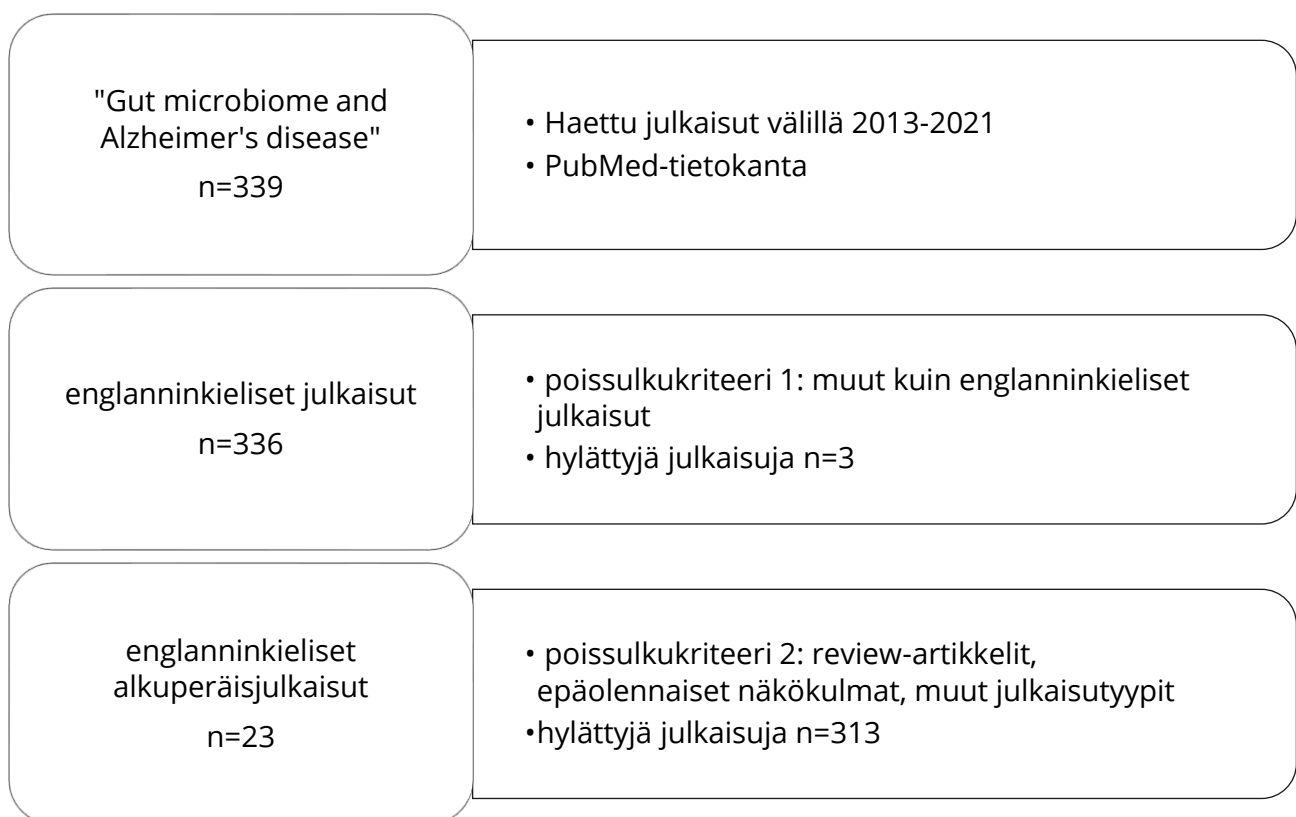 "Gut microbiome and
Alzheimer's disease"
n=339
• Haettu julkaisut välillä 2013-2021
• PubMed-tietokanta
englanninkieliset julkaisut
n=336
• poissulkukriteeri 1: muut kuin englanninkieliset
julkaisut
• hylättyjä julkaisuja n=3
englanninkieliset
alkuperäisjulkaisut
n=23
• poissulkukriteeri 2: review-artikkelit,
epäolennaiset näkökulmat, muut julkaisutyypit
•hylättyjä julkaisuja n=313